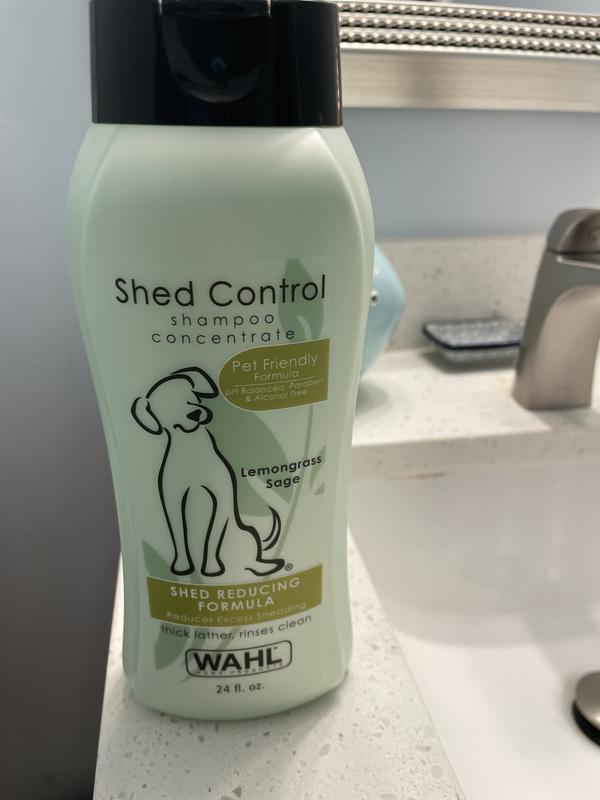 Shed Control
shampoo
concentrate
Pet Friendly
Formula
pH Balanced, Paraben
& Alcohol Free
Lemongrass
Sage
®
SHED REDUCING
FORMULA
Reduces Excess Shedding
thick lather, rinses clean
WAHL®
24 fl. oz.